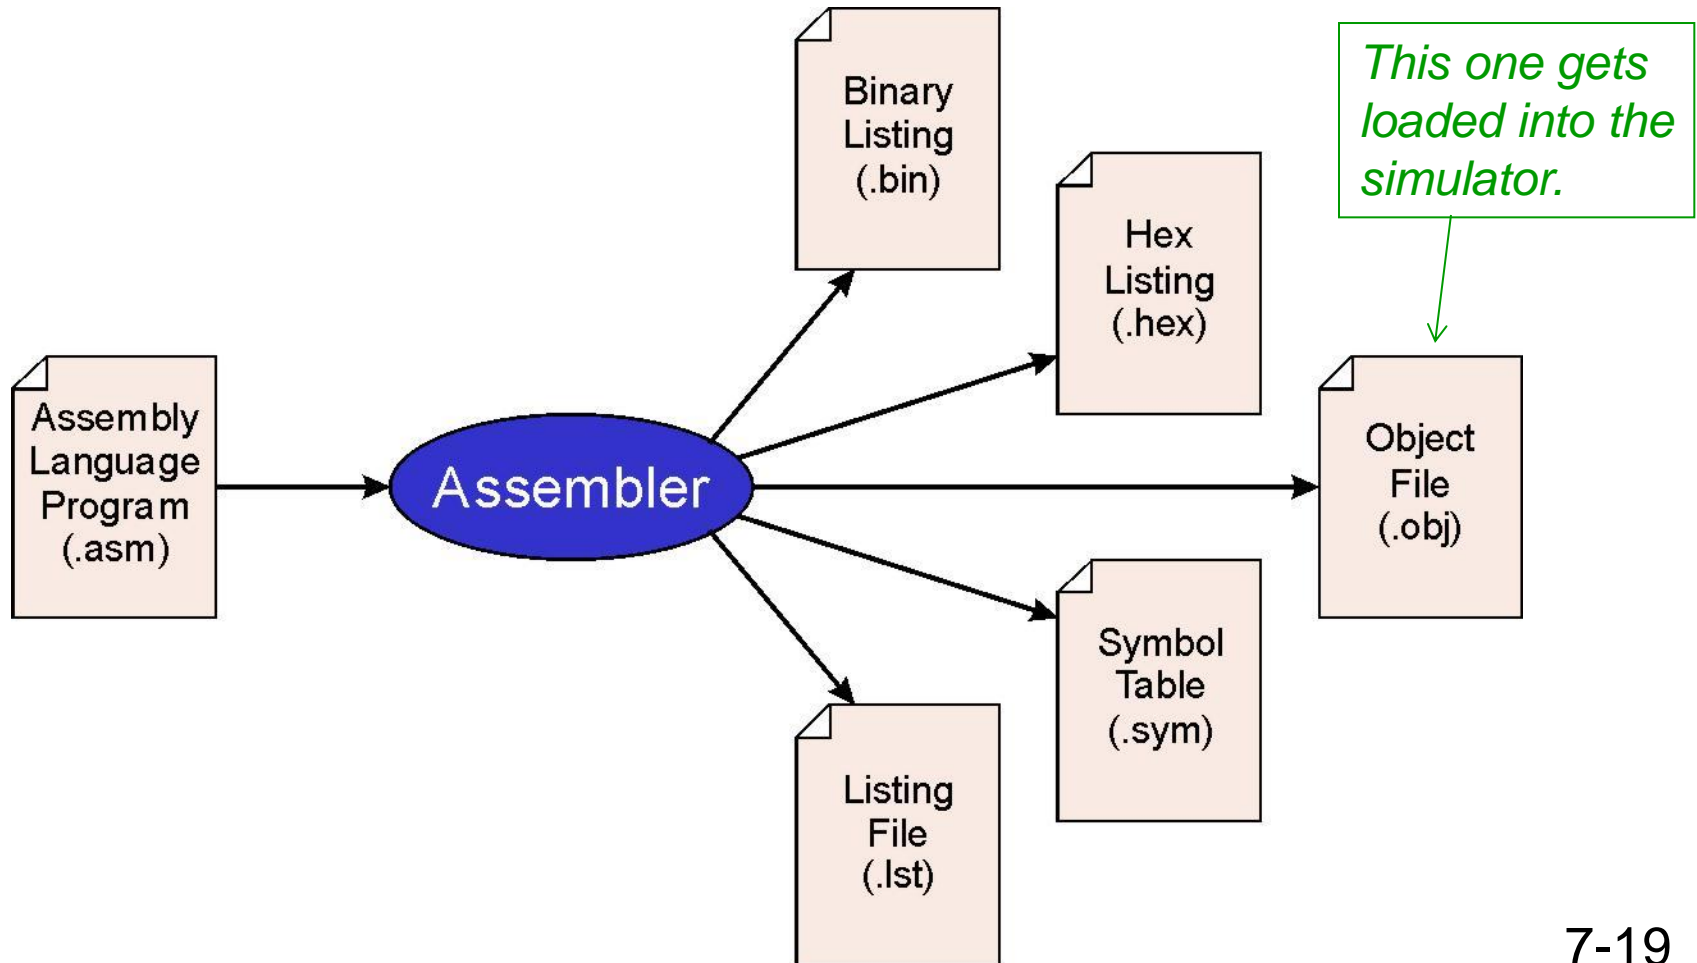 Binary
Listing
(.bin)
This one gets
loaded into the
simulator.
Hex
Listing
(.hex)
Assembly
Language
Program
(.asm)
Assembler
Object
File
(.obj)
Symbol
Table
(.sym)
Listing
File
(.lst)
7-19